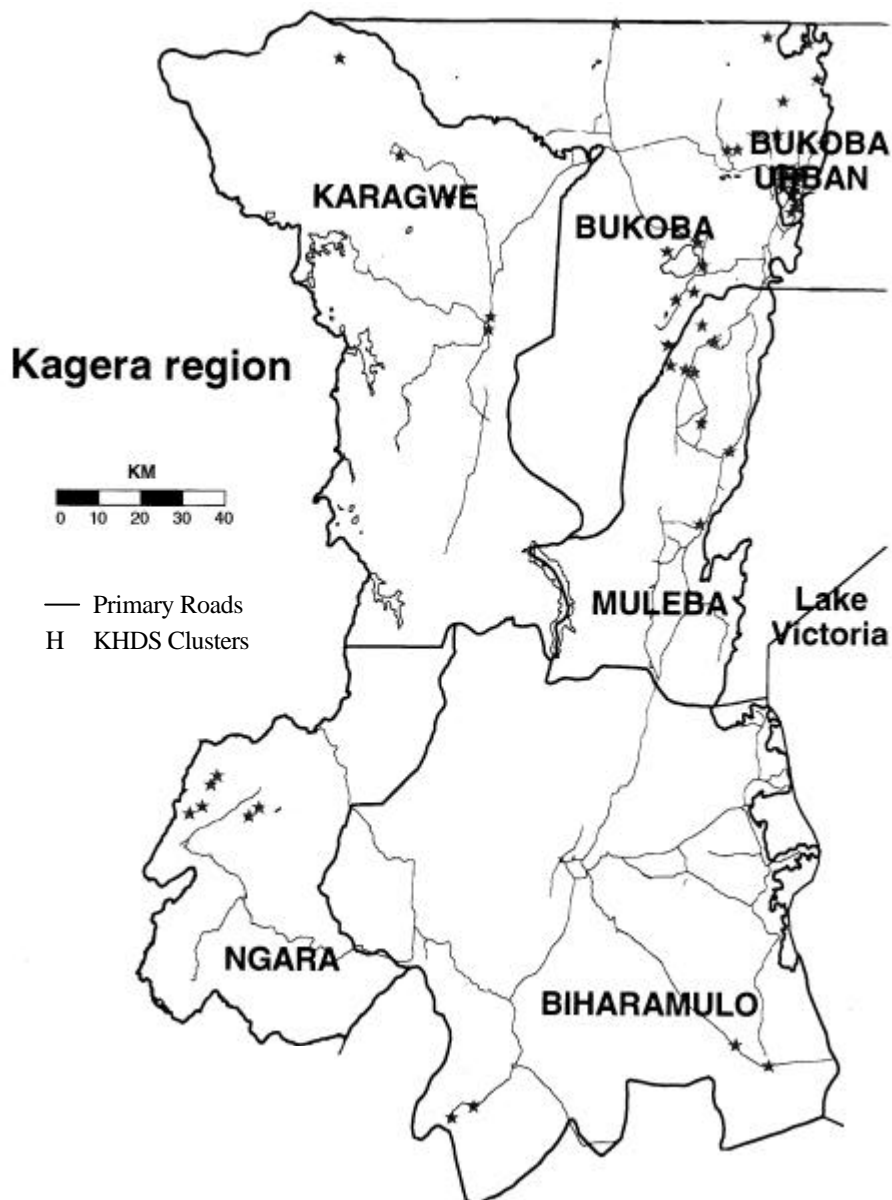 BUKOBA
URBAN
KARAGWE
BUKOBA
Kagera region
KM
0 10 20 30 40
— Primary Roads
H KHDS Clusters
MULEBA
Lake
Victoria
NGARA
BIHARAMULO